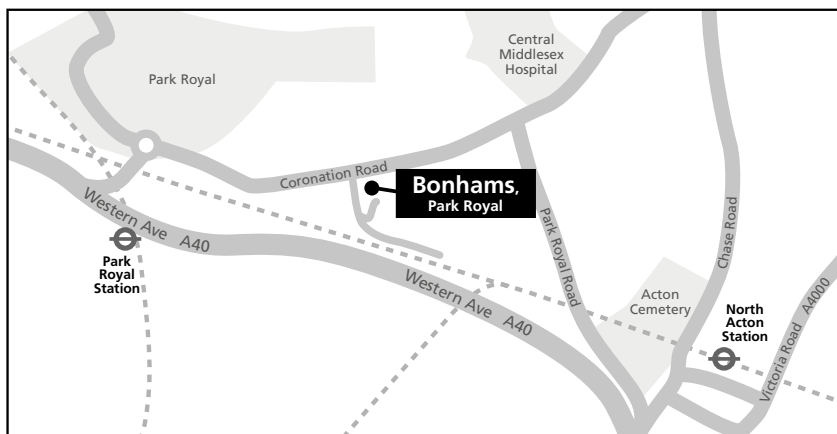 Central
Middlesex
Hospital
Park Royal
Coronation Road
Bonhams,
Park Royal
Western Ave A40
Park
Royal
Station
Western Ave A40
Park Royal Road
Chase Road
Acton
Cemetery
North
Acton
Station
Victoria Road A4000